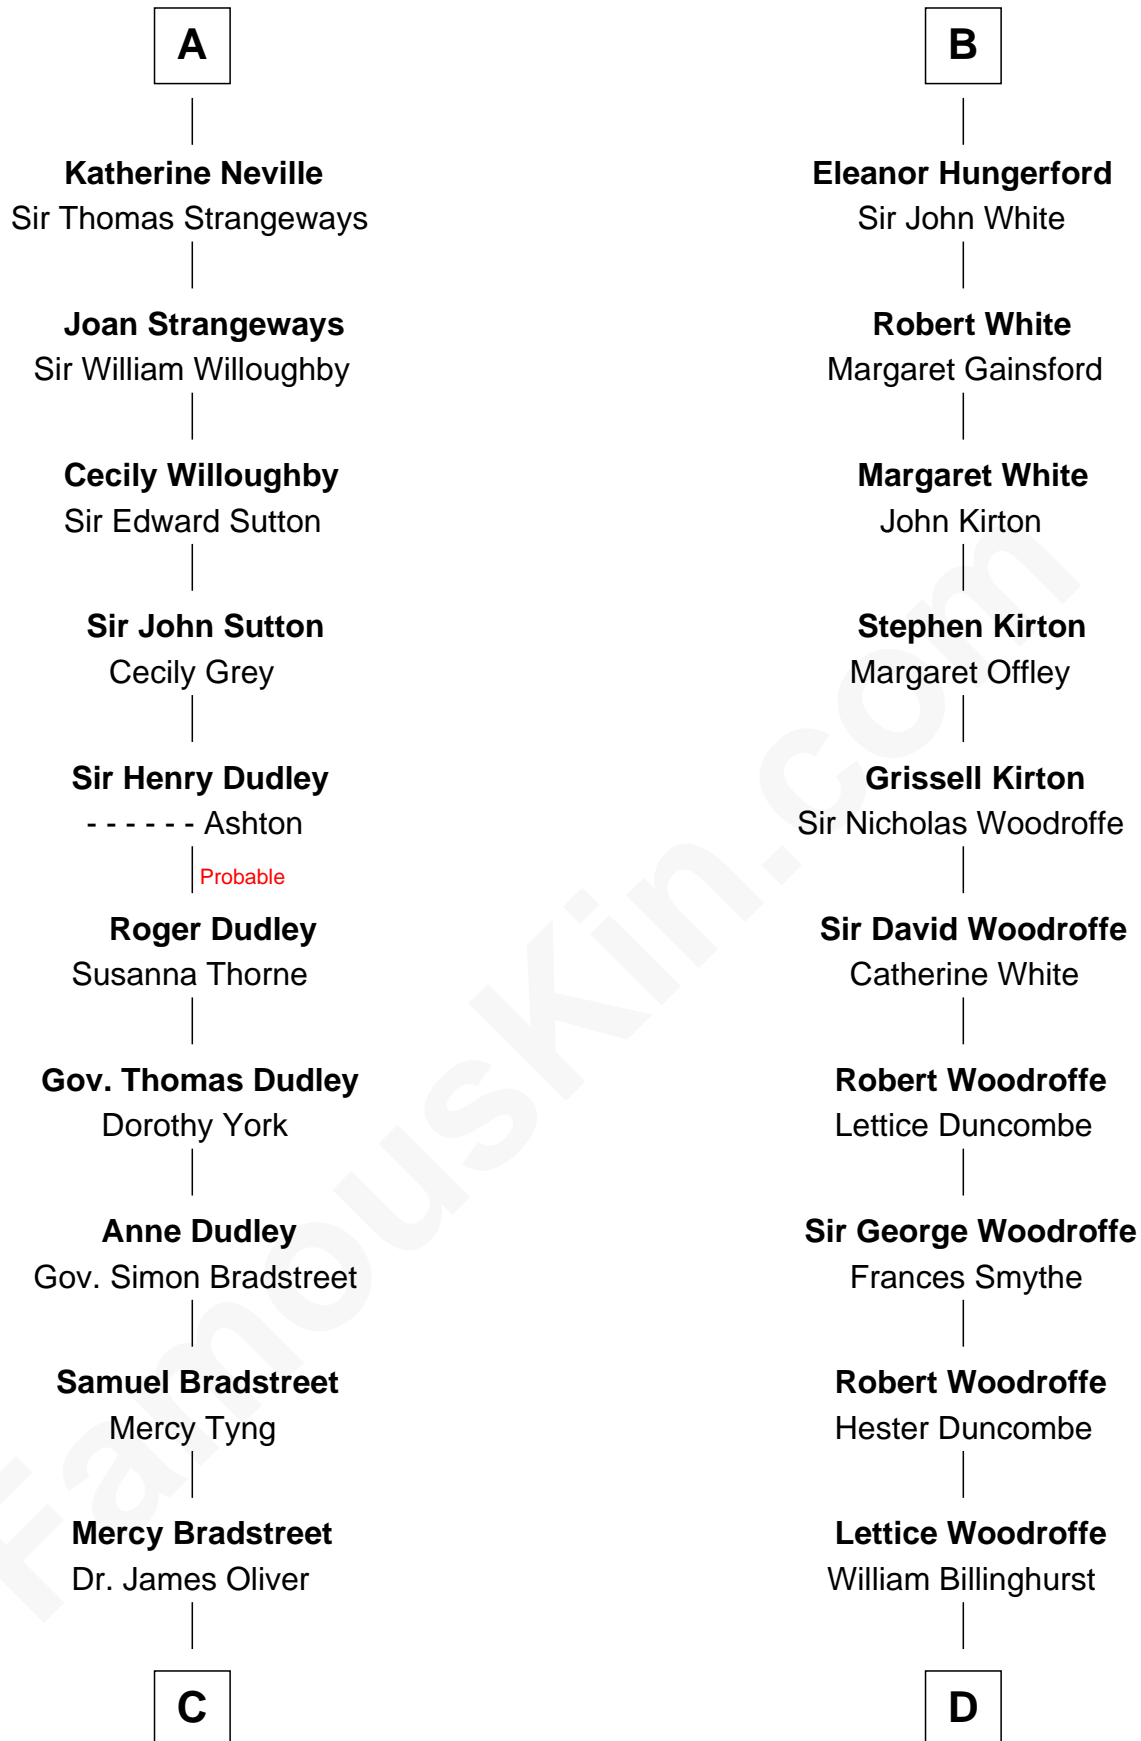 A
Katherine Neville
Sir Thomas Strangeways
Joan Strangeways
Sir William Willoughby
Cecily Willoughby
Sir Edward Sutton
Sir John Sutton
Cecily Grey
Sir Henry Dudley
- - - - - - Ashton
Probable
Roger Dudley
Susanna Thorne
Gov. Thomas Dudley
Dorothy York
Anne Dudley
Gov. Simon Bradstreet
Samuel Bradstreet
Mercy Tyng
Mercy Bradstreet
Dr. James Oliver
C
B
Eleanor Hungerford
Sir John White
Robert White
Margaret Gainsford
Margaret White
John Kirton
Stephen Kirton
Margaret Offley
Grissell Kirton
Sir Nicholas Woodroffe
Sir David Woodroffe
Catherine White
Robert Woodroffe
Lettice Duncombe
Sir George Woodroffe
Frances Smythe
Robert Woodroffe
Hester Duncombe
Lettice Woodroffe
William Billinghurst
D
FamousKin.com